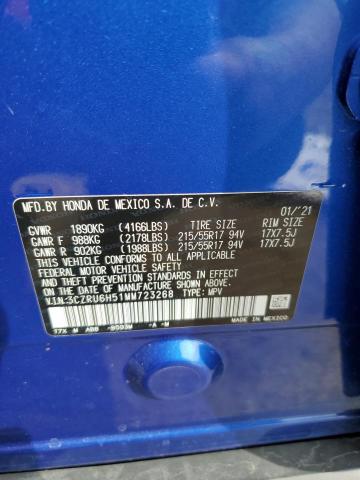 MFD.BY HONDA DE MEXICO S.A. DE C.V. 01/'21
GVWR 1890KG (4166LBS) TIRE SIZE RIM SIZE
GAWR F 988KG (2178LBS) 215/55R17 94V 17X7.5J
GAWR R 902KG (1988LBS) 215/55R17 94V 17X7.5J
THIS VEHICLE CONFORMS TO ALL APPLICABLE
FEDERAL MOTOR VEHICLE SAFETY, BUMPER,
AND THEFT PREVENTION STANDARDS IN EFFECT
ON THE DATE OF MANUFACTURE SHOWN ABOVE.
V.I.N:3CZRU6H51MM723268 TYPE: MPV
T7X M -A -M
MADE IN MEXICO